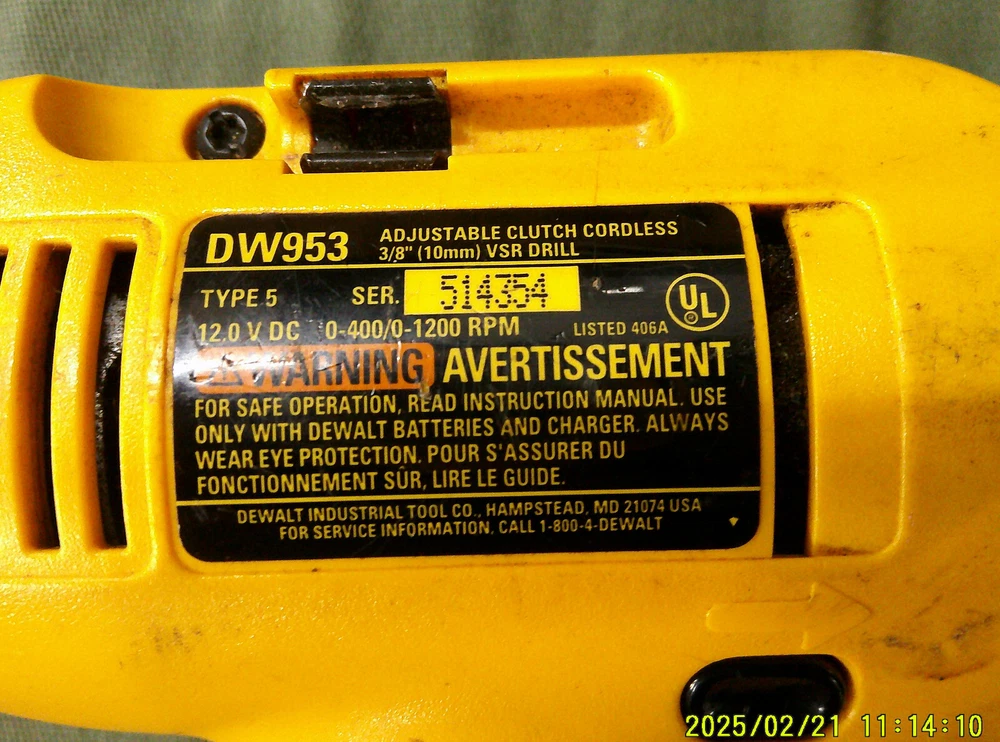 DW953
ADJUSTABLE CLUTCH CORDLESS
3/8" (10mm) VSR DRILL
TYPE 5 SER. 514354
12.0 V DC 0-400/0-1200 RPM
UL
LISTED 406A
WARNING AVERTISSEMENT
FOR SAFE OPERATION, READ INSTRUCTION MANUAL. USE
ONLY WITH DEWALT BATTERIES AND CHARGER. ALWAYS
WEAR EYE PROTECTION. POUR S'ASSURER DU
FONCTIONNEMENT SÛR, LIRE LE GUIDE.
DEWALT INDUSTRIAL TOOL CO., HAMPSTEAD, MD 21074 USA
FOR SERVICE INFORMATION, CALL 1-800-4-DEWALT
2025/02/21 11:14:10